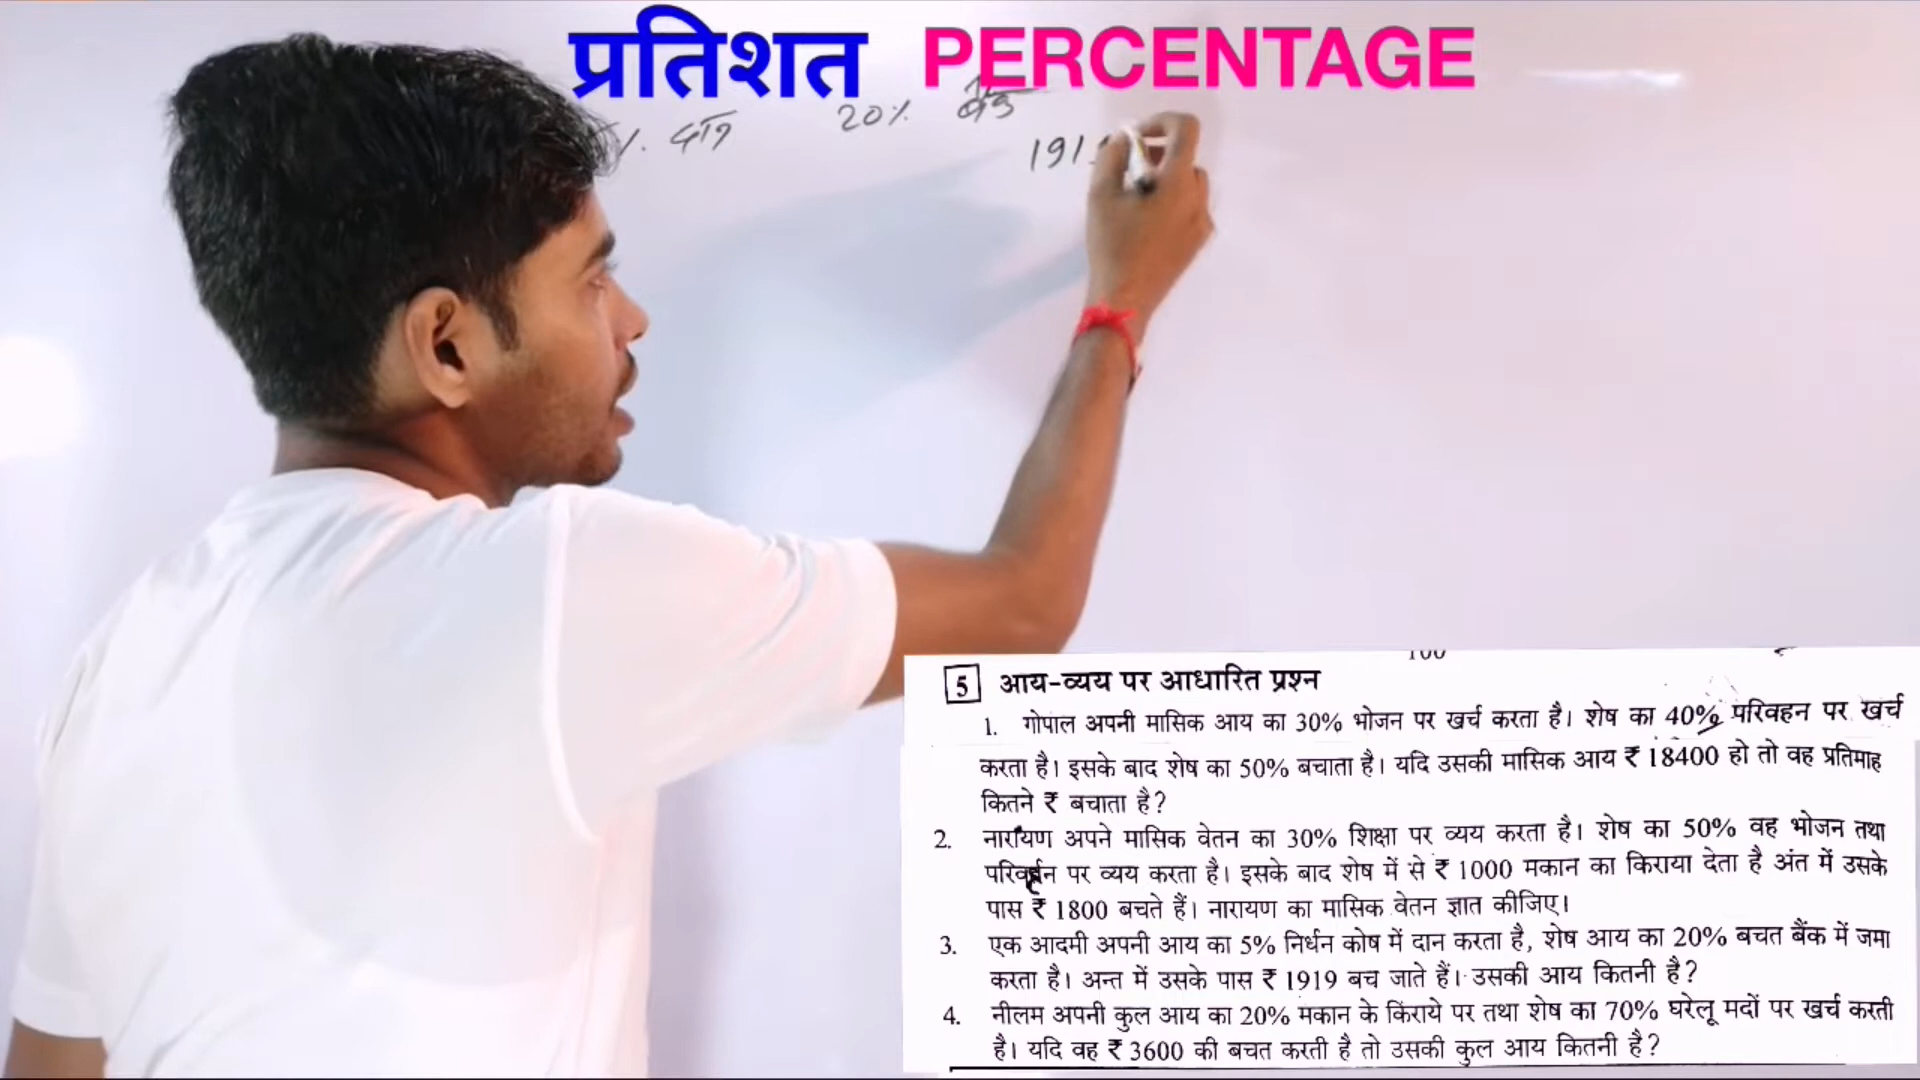 प्रतिशत PERCENTAGE
%. दान 20% बैंक
191
100
5 आय-व्यय पर आधारित प्रश्न
1. गोपाल अपनी मासिक आय का 30% भोजन पर खर्च करता है। शेष का 40% परिवहन पर खर्च
करता है। इसके बाद शेष का 50% बचाता है। यदि उसकी मासिक आय ₹ 18400 हो तो वह प्रतिमाह
कितने ₹ बचाता है?
2. नारायण अपने मासिक वेतन का 30% शिक्षा पर व्यय करता है। शेष का 50% वह भोजन तथा
पर व्यय करता है। इसके बाद शेष में से ₹ 1000 मकान का किराया देता है अंत में उसके
पास ₹ 1800 बचते हैं। नारायण का मासिक वेतन ज्ञात कीजिए।
3. एक आदमी अपनी आय का 5% निर्धन कोष में दान करता है, शेष आय का 20% बचत बैंक में जमा
करता है। अन्त में उसके पास ₹ 1919 बच जाते हैं। उसकी आय कितनी है?
4. नीलम अपनी कुल आय का 20% मकान के किराये पर तथा शेष का 70% घरेलू मदों पर खर्च करती
है। यदि वह ₹ 3600 की बचत करती है तो उसकी कुल आय कितनी है?